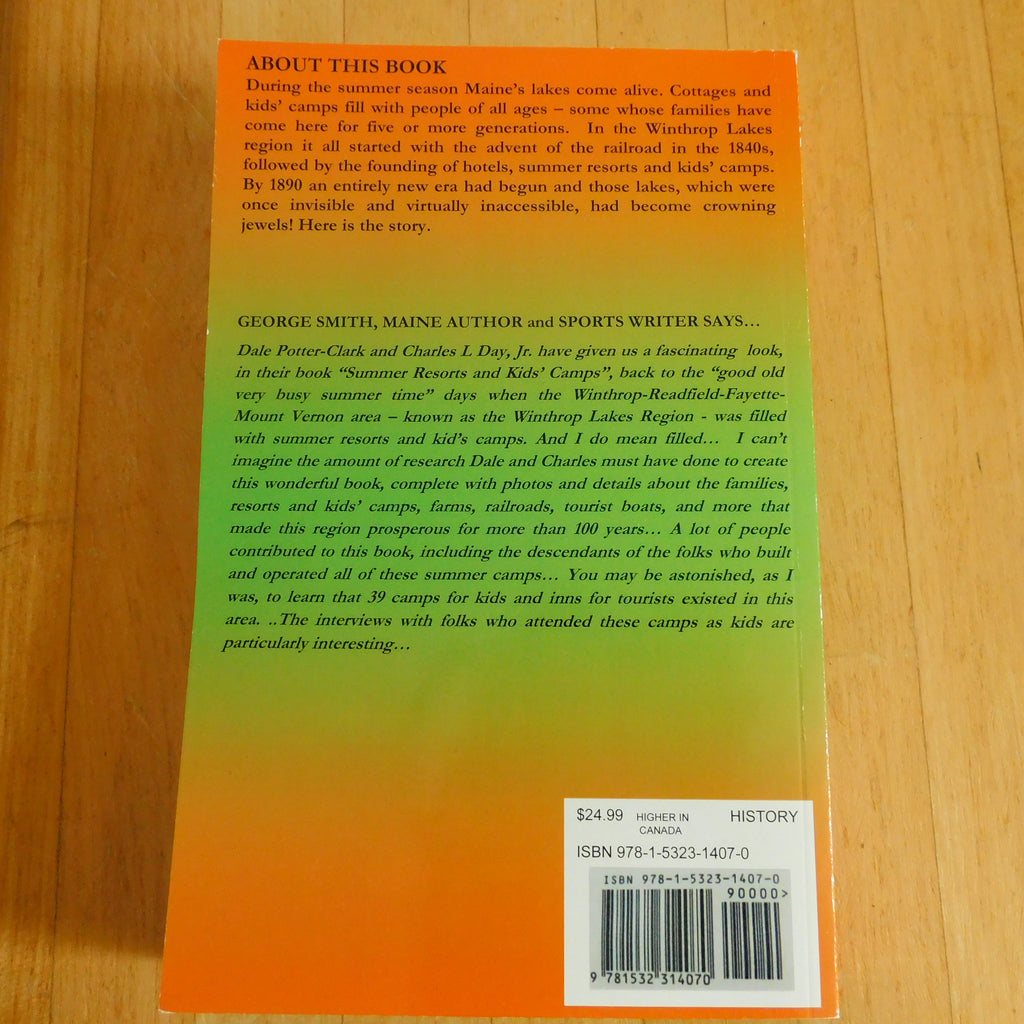 ABOUT THIS BOOK
During the summer season Maine's lakes come alive. Cottages and
kids' camps fill with people of all ages – some whose families have
come here for five or more generations. In the Winthrop Lakes
region it all started with the advent of the railroad in the 1840s,
followed by the founding of hotels, summer resorts and kids' camps.
By 1890 an entirely new era had begun and those lakes, which were
once invisible and virtually inaccessible, had become crowning
jewels! Here is the story.
GEORGE SMITH, MAINE AUTHOR and SPORTS WRITER SAYS…
Dale Potter-Clark and Charles L Day, Jr. have given us a fascinating look,
in their book “Summer Resorts and Kids' Camps”, back to the “good old
very busy summer time” days when the Winthrop-Readfield-Fayette-
Mount Vernon area – known as the Winthrop Lakes Region - was filled
with summer resorts and kid's camps. And I do mean filled… I can't
imagine the amount of research Dale and Charles must have done to create
this wonderful book, complete with photos and details about the families,
resorts and kids' camps, farms, railroads, tourist boats, and more that
made this region prosperous for more than 100 years… A lot of people
contributed to this book, including the descendants of the folks who built
and operated all of these summer camps… You may be astonished, as I
was, to learn that 39 camps for kids and inns for tourists existed in this
area. ..The interviews with folks who attended these camps as kids are
particularly interesting…
$24.99 HIGHER IN CANADA HISTORY
ISBN 978-1-5323-1407-0
ISBN 978-1-5323-1407-0
90000>
9 781532 314070